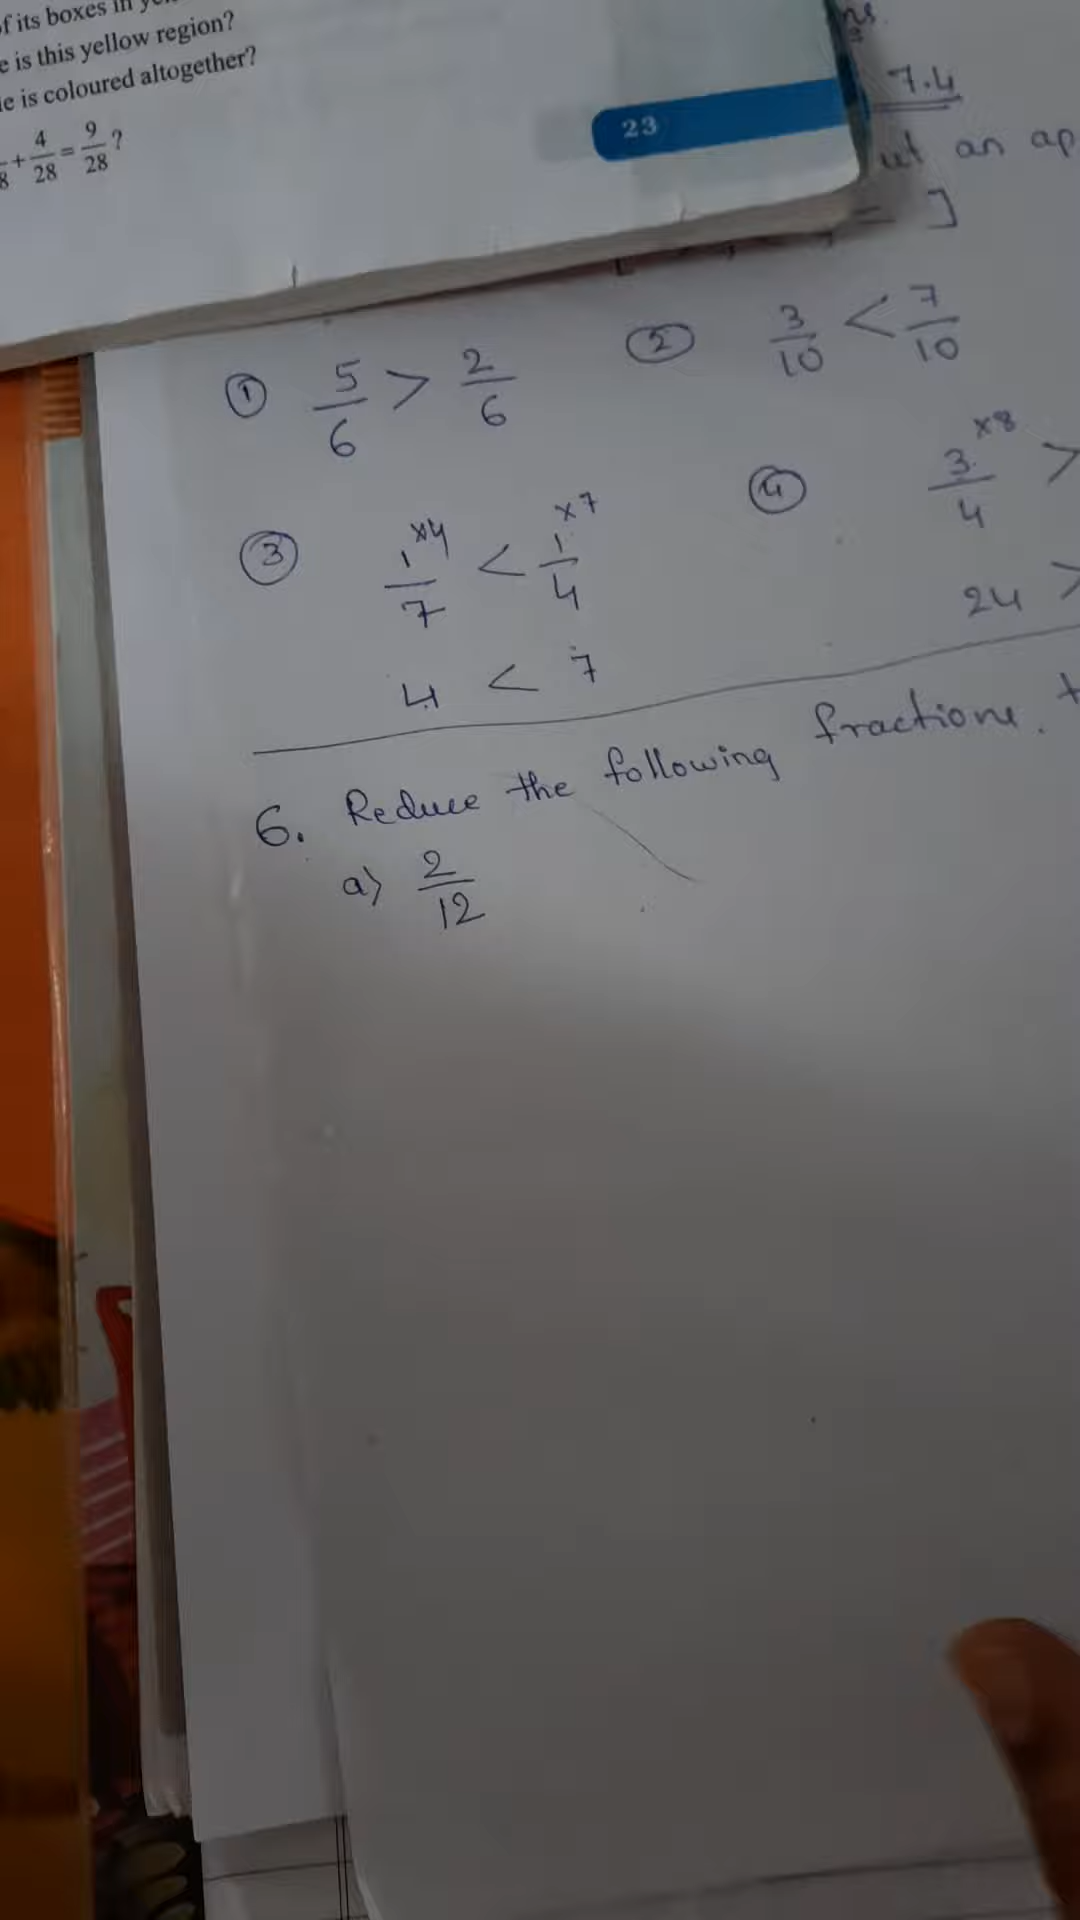 of its boxes in
is this yellow region?
is coloured altogether?
+ 4/28 = 9/28 ?
23
7.4
an
]
① 5/6 > 2/6 ② 3/10 < 7/10
③ 1/7 ×4 < 1/4 ×7 ④ 3/4 ×8 >
4 < 7 24 >
6. Reduce the following fractions.
a) 2/12